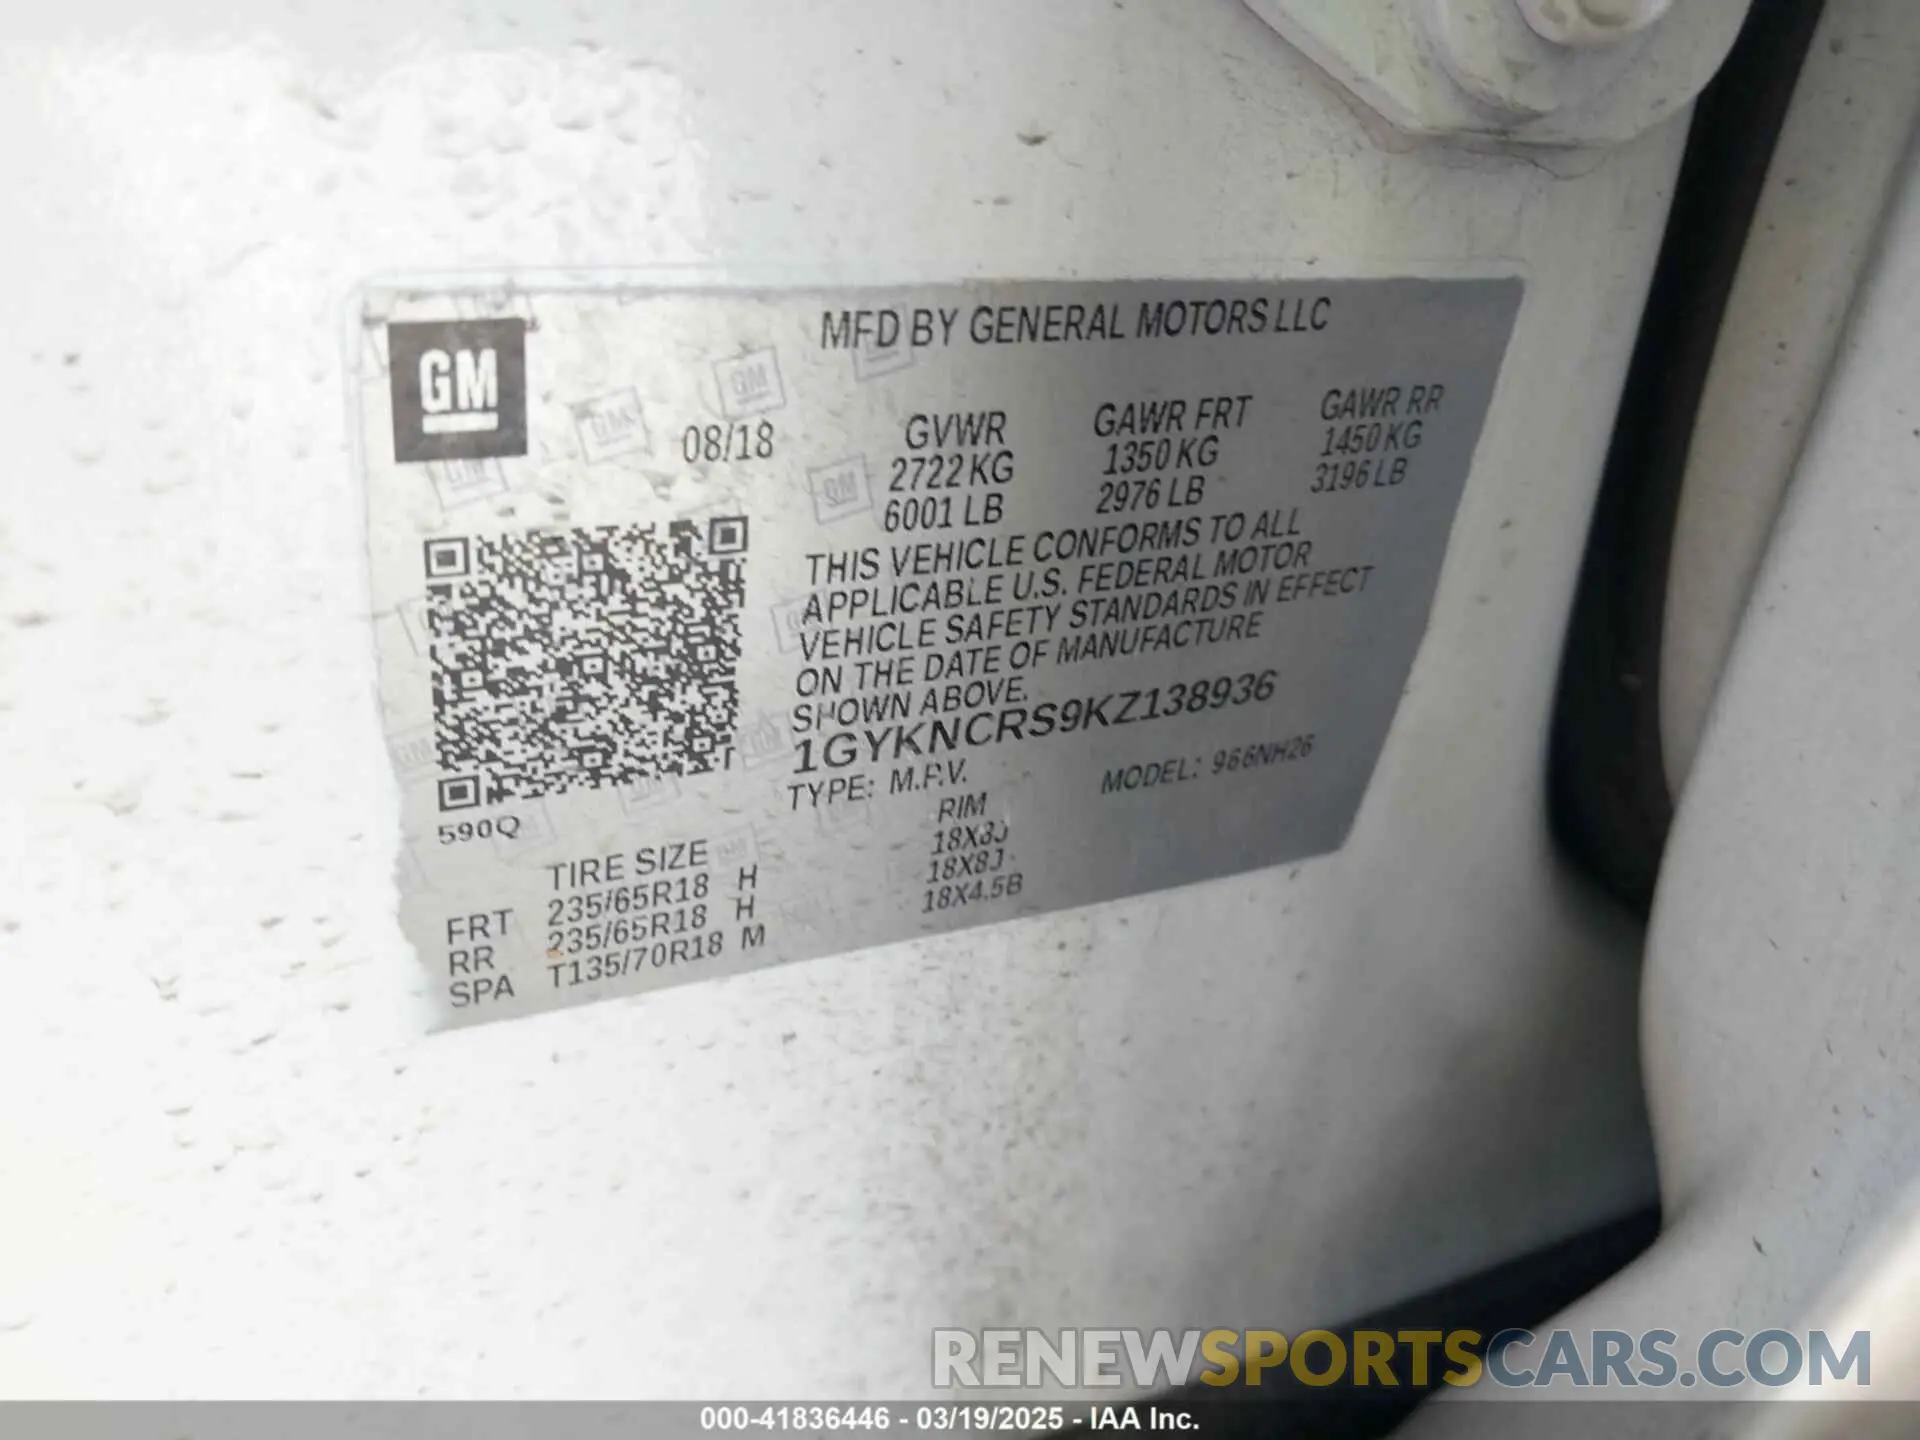 MFD BY GENERAL MOTORS LLC
GM
08/18
GVWR GAWR FRT GAWR RR
2722 KG 1350 KG 1450 KG
6001 LB 2976 LB 3196 LB
THIS VEHICLE CONFORMS TO ALL
APPLICABLE U.S. FEDERAL MOTOR
VEHICLE SAFETY STANDARDS IN EFFECT
ON THE DATE OF MANUFACTURE
SHOWN ABOVE.
1GYKNCRS9KZ138936
TYPE: M.P.V. MODEL: 966NH26
590Q
TIRE SIZE RIM
FRT 235/65R18 H 18X8J
RR 235/65R18 H 18X8J
SPA T135/70R18 M 18X4.5B
RENEWSPORTSCARS.COM
000-41836446 - 03/19/2025 - IAA Inc.